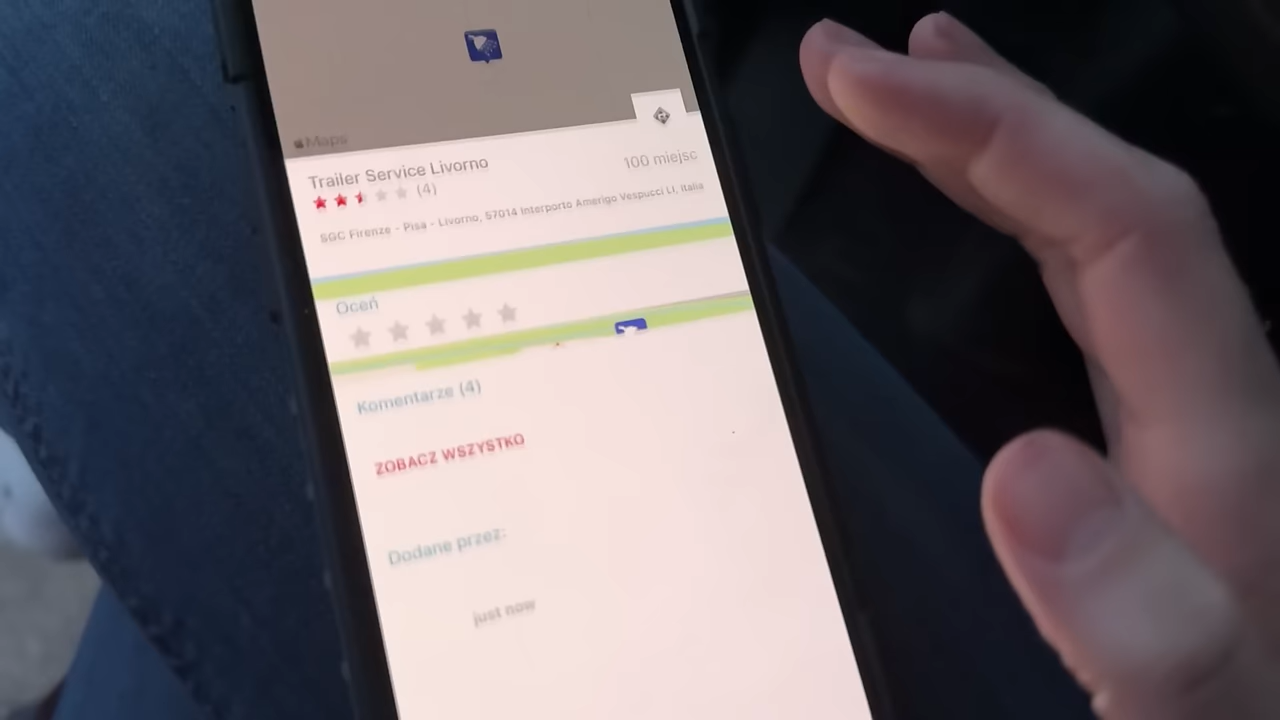 Maps
Trailer Service Livorno
100 miejsc
(4)
SGC Firenze - Pisa - Livorno, 57014 Interporto Amerigo Vespucci LI, Italia
Oceń
Komentarze (4)
ZOBACZ WSZYSTKO
Dodane przez:
just now